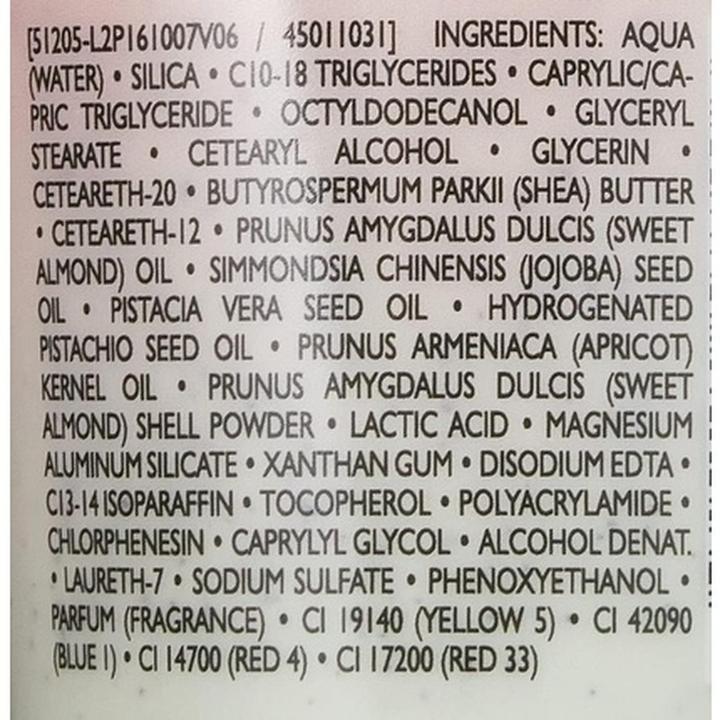 [51205-L2P161007V06 / 45011031] INGREDIENTS: AQUA
(WATER) • SILICA • C10-18 TRIGLYCERIDES • CAPRYLIC/CA-
PRIC TRIGLYCERIDE • OCTYLDODECANOL • GLYCERYL
STEARATE • CETEARYL ALCOHOL • GLYCERIN •
CETEARETH-20 • BUTYROSPERMUM PARKII (SHEA) BUTTER
• CETEARETH-12 • PRUNUS AMYGDALUS DULCIS (SWEET
ALMOND) OIL • SIMMONDSIA CHINENSIS (JOJOBA) SEED
OIL • PISTACIA VERA SEED OIL • HYDROGENATED
PISTACHIO SEED OIL • PRUNUS ARMENIACA (APRICOT)
KERNEL OIL • PRUNUS AMYGDALUS DULCIS (SWEET
ALMOND) SHELL POWDER • LACTIC ACID • MAGNESIUM
ALUMINUM SILICATE • XANTHAN GUM • DISODIUM EDTA •
C13-14 ISOPARAFFIN • TOCOPHEROL • POLYACRYLAMIDE •
CHLORPHENESIN • CAPRYLYL GLYCOL • ALCOHOL DENAT.
• LAURETH-7 • SODIUM SULFATE • PHENOXYETHANOL •
PARFUM (FRAGRANCE) • CI 19140 (YELLOW 5) • CI 42090
(BLUE 1) • CI 14700 (RED 4) • CI 17200 (RED 33)